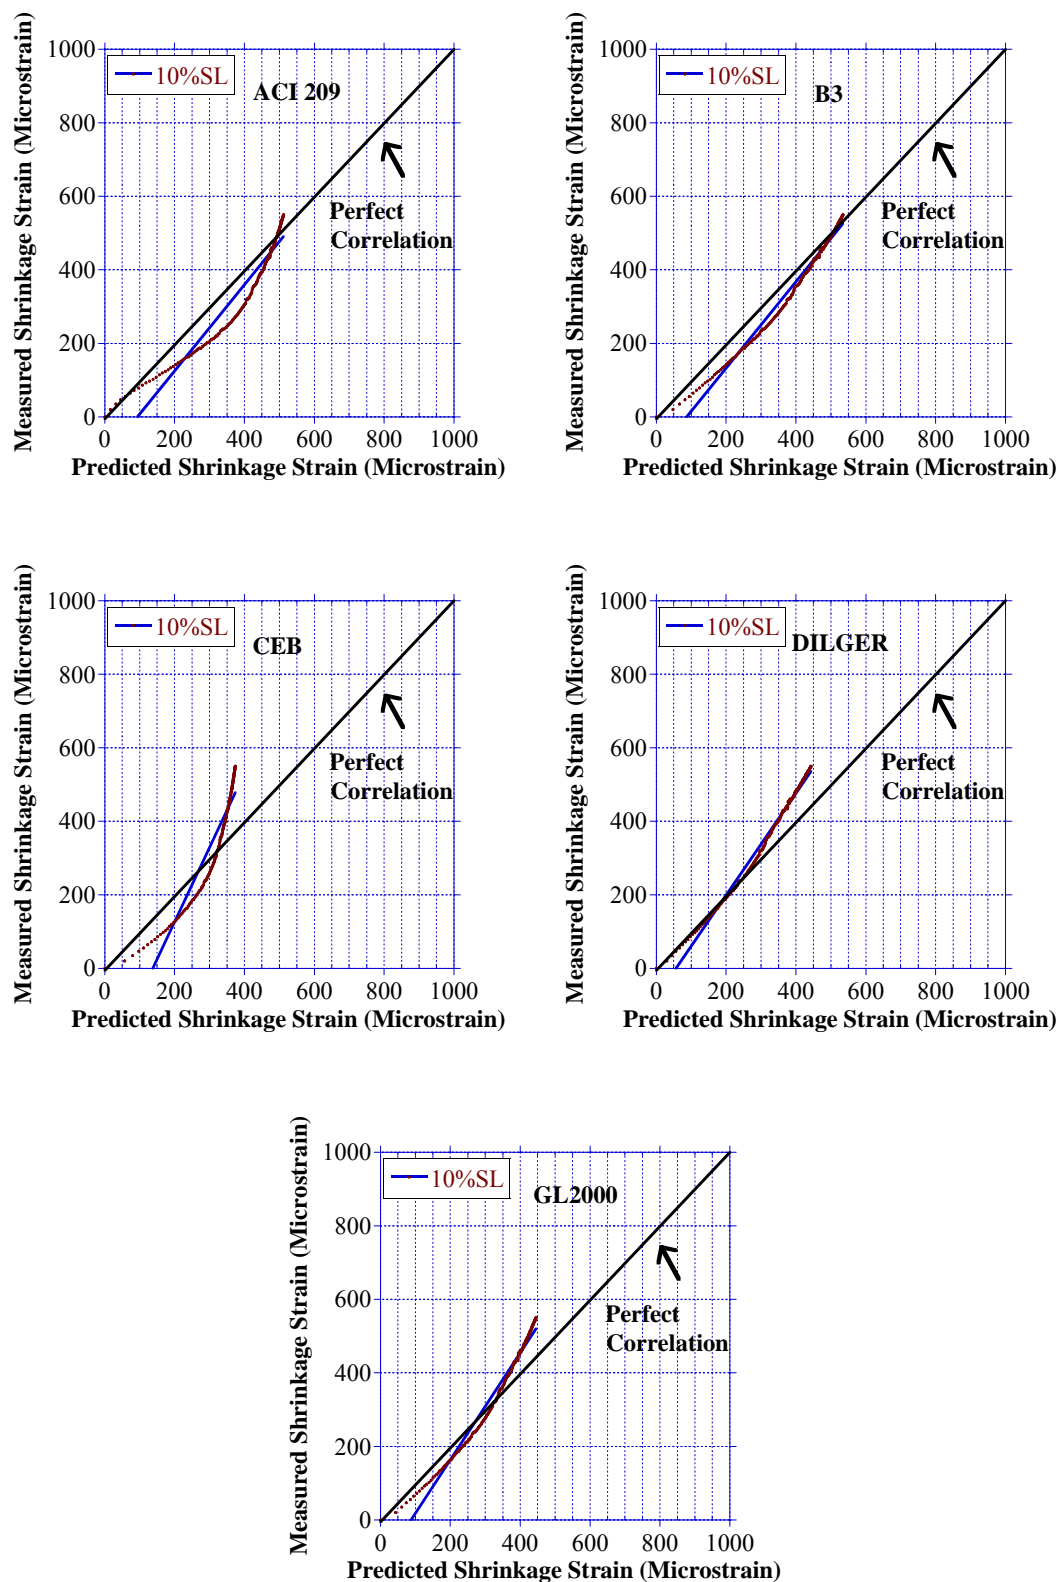 Measured Shrinkage Strain (Microstrain)
1000
800
600
400
200
0
10%SL
ACI 209
Perfect
Correlation
0 200 400 600 800 1000
Predicted Shrinkage Strain (Microstrain)
Measured Shrinkage Strain (Microstrain)
1000
800
600
400
200
0
10%SL
B3
Perfect
Correlation
0 200 400 600 800 1000
Predicted Shrinkage Strain (Microstrain)
Measured Shrinkage Strain (Microstrain)
1000
800
600
400
200
0
10%SL
CEB
Perfect
Correlation
0 200 400 600 800 1000
Predicted Shrinkage Strain (Microstrain)
Measured Shrinkage Strain (Microstrain)
1000
800
600
400
200
0
10%SL
DILGER
Perfect
Correlation
0 200 400 600 800 1000
Predicted Shrinkage Strain (Microstrain)
Measured Shrinkage Strain (Microstrain)
1000
800
600
400
200
0
10%SL
GL2000
Perfect
Correlation
0 200 400 600 800 1000
Predicted Shrinkage Strain (Microstrain)